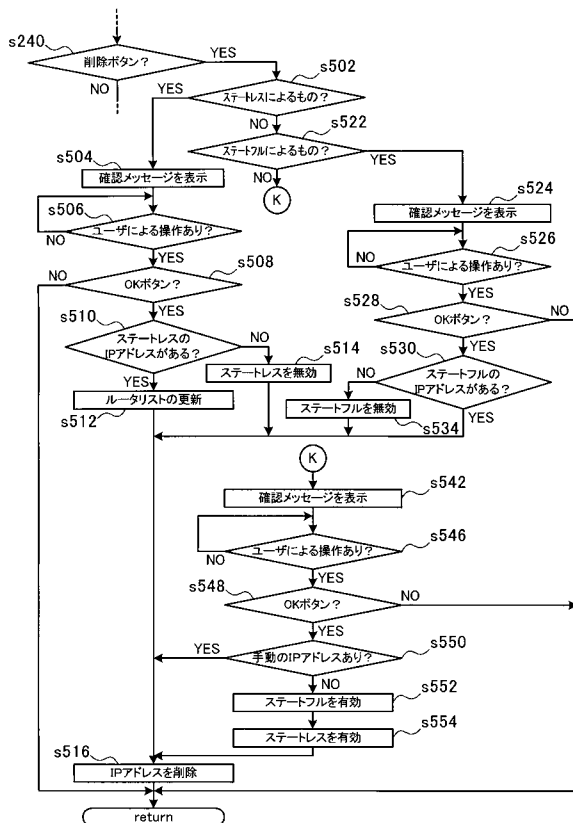 s240
削除ボタン?
YES
NO
s502
ステートレスによるもの?
YES
NO
s522
ステートフルによるもの?
NO
YES
K
s504
確認メッセージを表示
s506
ユーザによる操作あり?
NO
YES
s508
NO
OKボタン?
YES
s510
ステートレスの
IPアドレスがある?
NO
YES
s514
ステートレスを無効
ルータリストの更新
s512
s524
確認メッセージを表示
s526
ユーザによる操作あり?
NO
YES
s528
OKボタン?
NO
YES
s530
ステートフルの
IPアドレスがある?
NO
YES
ステートフルを無効
s534
K
s542
確認メッセージを表示
s546
ユーザによる操作あり?
NO
YES
s548
OKボタン?
NO
YES
s550
手動のIPアドレスあり?
YES
NO
s552
ステートフルを有効
s554
ステートレスを有効
s516
IPアドレスを削除
return